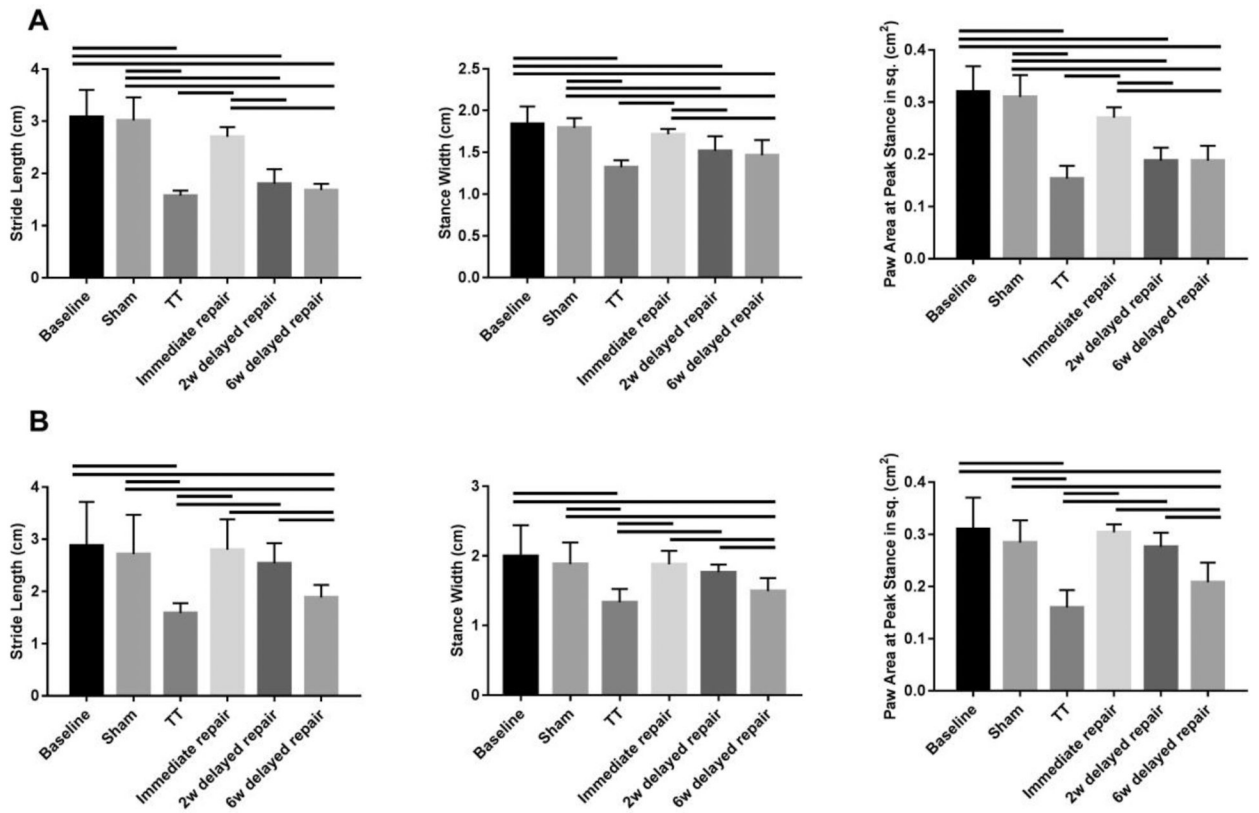 A
Stride Length (cm)
4
3
2
1
0
Baseline
Sham
TT
Immediate repair
2w delayed repair
6w delayed repair
Stance Width (cm)
2.5
2.0
1.5
1.0
0.5
0.0
Baseline
Sham
TT
Immediate repair
2w delayed repair
6w delayed repair
Paw Area at Peak Stance in sq. (cm²)
0.4
0.3
0.2
0.1
0.0
Baseline
Sham
TT
Immediate repair
2w delayed repair
6w delayed repair
B
Stride Length (cm)
4
3
2
1
0
Baseline
Sham
TT
Immediate repair
2w delayed repair
6w delayed repair
Stance Width (cm)
3
2
1
0
Baseline
Sham
TT
Immediate repair
2w delayed repair
6w delayed repair
Paw Area at Peak Stance in sq. (cm²)
0.4
0.3
0.2
0.1
0.0
Baseline
Sham
TT
Immediate repair
2w delayed repair
6w delayed repair